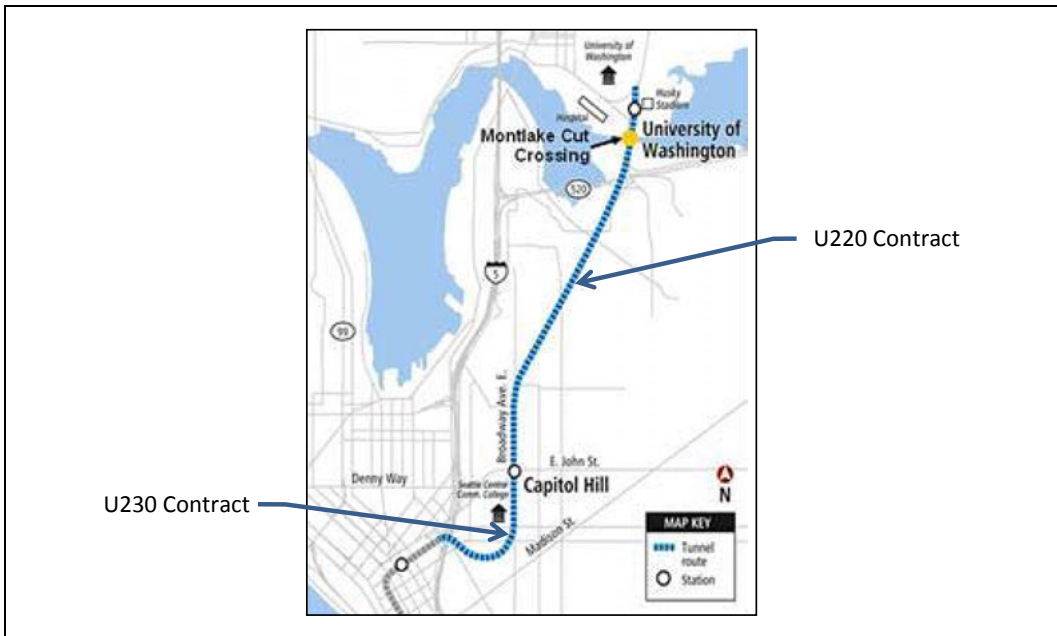 University of
Washington
Husky
Stadium
Hospital
Montlake Cut
Crossing
University of
Washington
520
U220 Contract
5
99
Broadway Ave. E.
E. John St.
Denny Way
Seattle Central
Comm. College
Capitol Hill
N
U230 Contract
Madison St.
MAP KEY
Tunnel
route
Station